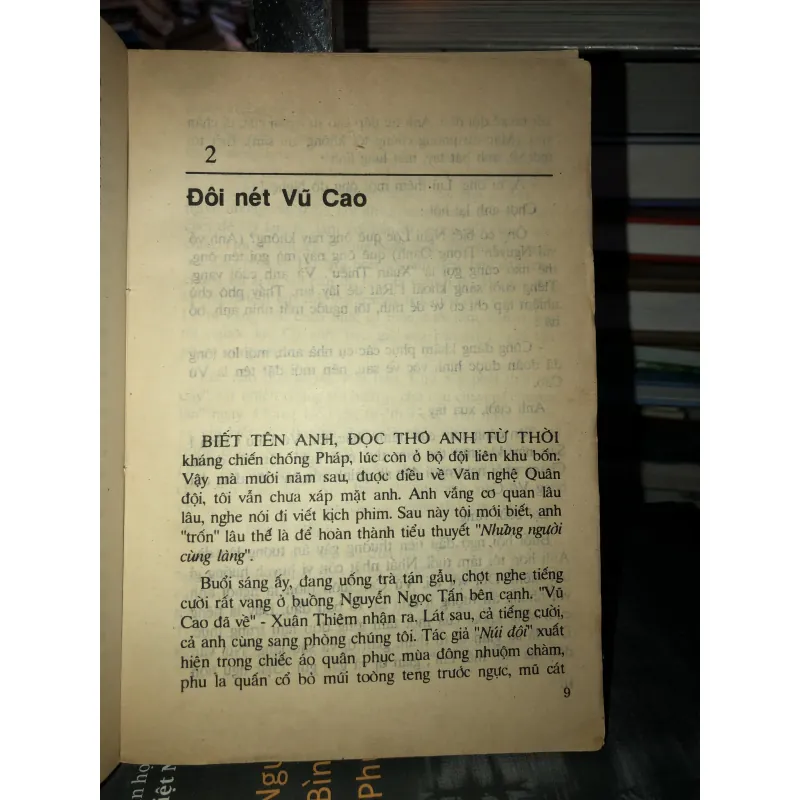 2
Đôi nét Vũ Cao
BIẾT TÊN ANH, ĐỌC THƠ ANH TỪ THỜI
kháng chiến chống Pháp, lúc còn ở bộ đội liên khu bốn.
Vậy mà mười năm sau, được điều về Văn nghệ Quân
đội, tôi vẫn chưa xáp mặt anh. Anh vắng cơ quan lâu
lâu, nghe nói đi viết kịch phim. Sau này tôi mới biết, anh
"trốn" lâu thế là để hoàn thành tiểu thuyết "Những người
cùng làng".
Buổi sáng ấy, đang uống trà tán gẫu, chợt nghe tiếng
cười rất vang ở buồng Nguyễn Ngọc Tấn bên cạnh. "Vũ
Cao đã về" - Xuân Thiêm nhận ra. Lát sau, cả tiếng cười,
cả anh cùng sang phòng chúng tôi. Tác giả "Núi đôi" xuất
hiện trong chiếc áo quân phục mùa đông nhuộm chàm,
phu la quấn cổ bỏ múi toòng teng trước ngực, mũ cát
9